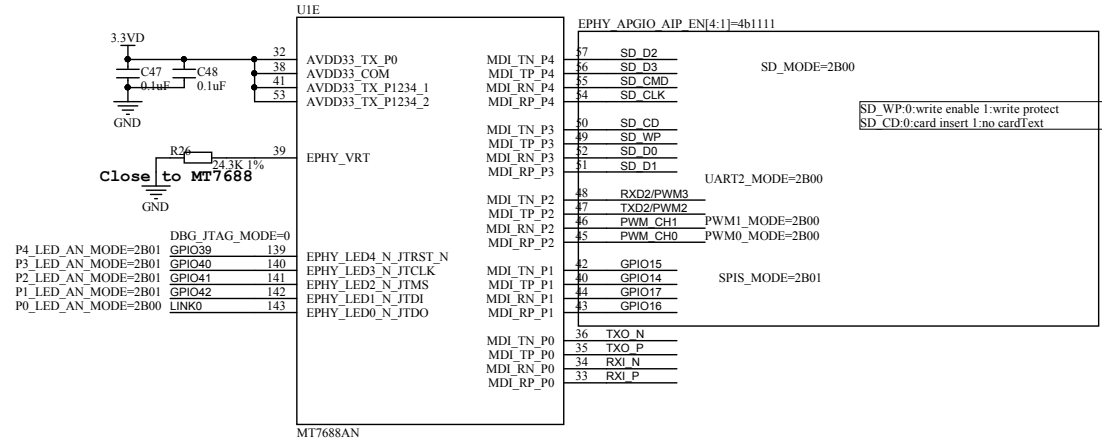 U1E
EPHY_APGIO_AIP_EN[4:1]=4b1111
3.3VD
C47
0.1uF
C48
0.1uF
GND
32 AVDD33_TX_P0
38 AVDD33_COM
41 AVDD33_TX_P1234_1
53 AVDD33_TX_P1234_2
MDI_TN_P4 57 SD_D2
MDI_TP_P4 56 SD_D3
MDI_RN_P4 55 SD_CMD
MDI_RP_P4 54 SD_CLK
SD_MODE=2B00
SD_WP:0:write enable 1:write protect
SD_CD:0:card insert 1:no cardText
MDI_TN_P3 50 SD_CD
MDI_TP_P3 49 SD_WP
MDI_RN_P3 52 SD_D0
MDI_RP_P3 51 SD_D1
R26
24.3K 1%
39 EPHY_VRT
Close to MT7688
GND
UART2_MODE=2B00
MDI_TN_P2 48 RXD2/PWM3
MDI_TP_P2 47 TXD2/PWM2
MDI_RN_P2 46 PWM_CH1 PWM1_MODE=2B00
MDI_RP_P2 45 PWM_CH0 PWM0_MODE=2B00
DBG_JTAG_MODE=0
P4_LED_AN_MODE=2B01 GPIO39 139 EPHY_LED4_N_JTRST_N
P3_LED_AN_MODE=2B01 GPIO40 140 EPHY_LED3_N_JTCLK
P2_LED_AN_MODE=2B01 GPIO41 141 EPHY_LED2_N_JTMS
P1_LED_AN_MODE=2B01 GPIO42 142 EPHY_LED1_N_JTDI
P0_LED_AN_MODE=2B00 LINK0 143 EPHY_LED0_N_JTDO
MDI_TN_P1 42 GPIO15
MDI_TP_P1 40 GPIO14
MDI_RN_P1 44 GPIO17
MDI_RP_P1 43 GPIO16
SPIS_MODE=2B01
MDI_TN_P0 36 TXO_N
MDI_TP_P0 35 TXO_P
MDI_RN_P0 34 RXI_N
MDI_RP_P0 33 RXI_P
MT7688AN